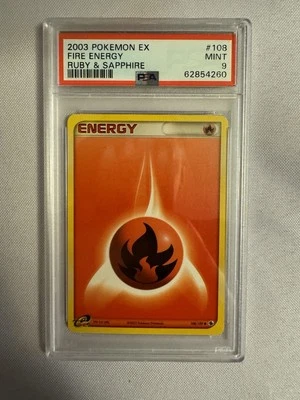 2003 POKEMON EX #108
FIRE ENERGY MINT
RUBY & SAPPHIRE 9
PSA 62854260
ENERGY